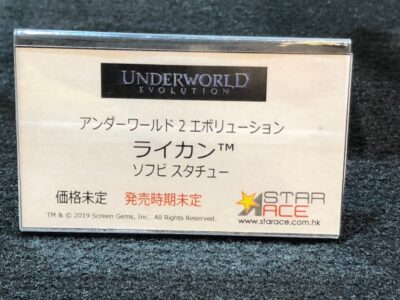 UNDERWORLD
EVOLUTION
アンダーワールド 2 エボリューション
ライカン™
ソフビ スタチュー
価格未定 発売時期未定
STAR ACE
TM & © 2019 Screen Gems, Inc. All Rights Reserved.
www.starace.com.hk